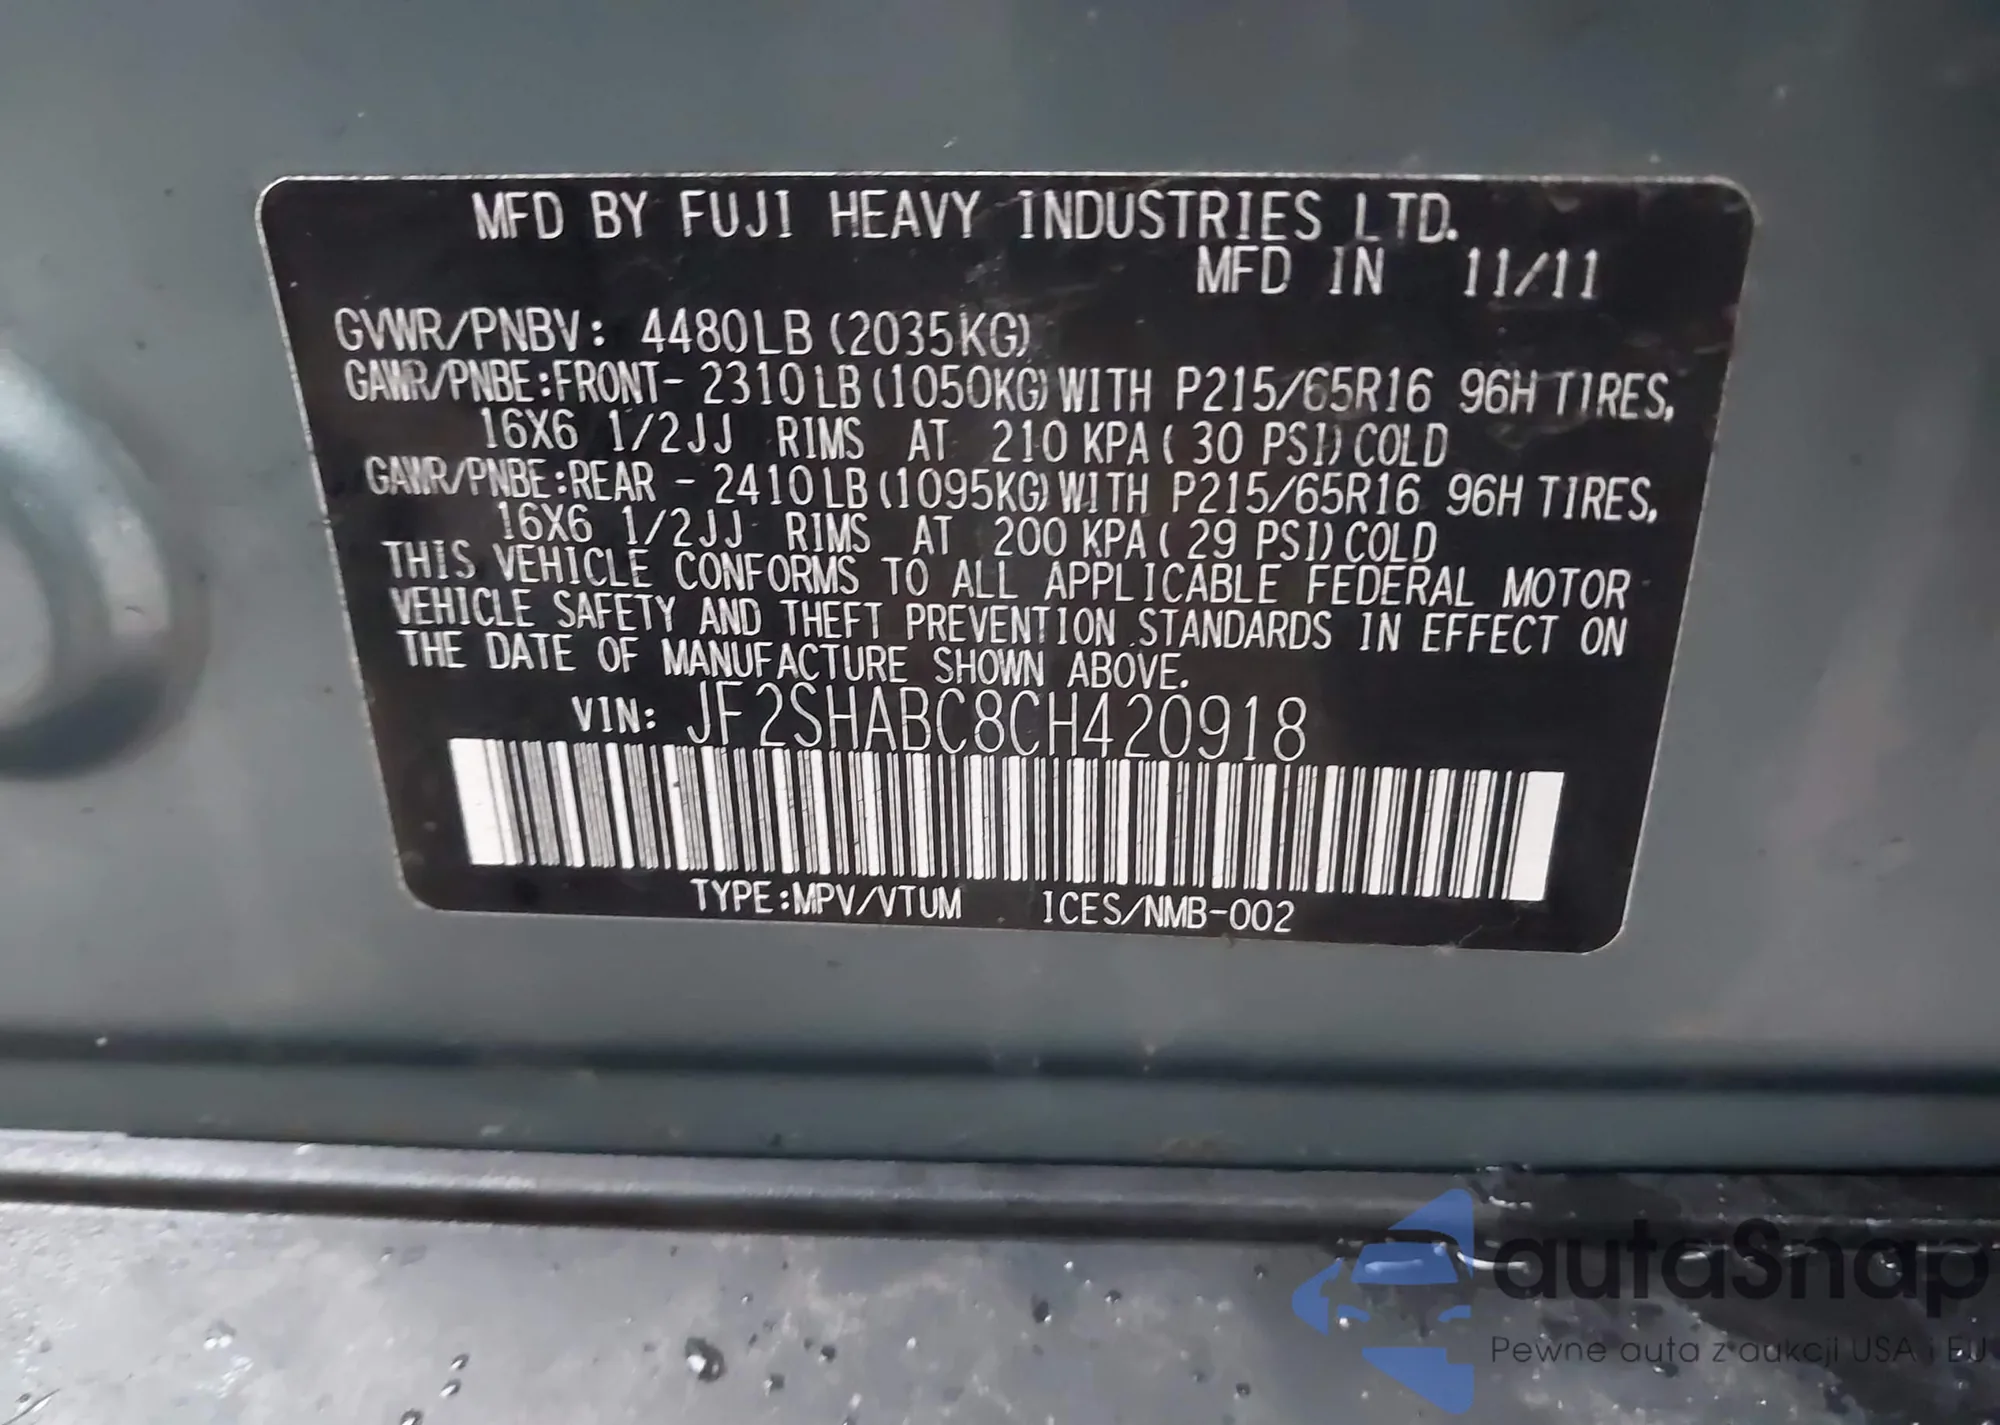 MFD BY FUJI HEAVY INDUSTRIES LTD.
MFD IN 11/11
GVWR/PNBV: 4480LB (2035KG)
GAWR/PNBE:FRONT- 2310LB (1050KG) WITH P215/65R16 96H TIRES,
16X6 1/2JJ RIMS AT 210 KPA ( 30 PSI) COLD
GAWR/PNBE:REAR - 2410LB (1095KG) WITH P215/65R16 96H TIRES,
16X6 1/2JJ RIMS AT 200 KPA ( 29 PSI) COLD
THIS VEHICLE CONFORMS TO ALL APPLICABLE FEDERAL MOTOR
VEHICLE SAFETY AND THEFT PREVENTION STANDARDS IN EFFECT ON
THE DATE OF MANUFACTURE SHOWN ABOVE.
VIN: JF2SHABC8CH420918
TYPE:MPV/VTUM ICES/NMB-002
autaSnap
Pewne auta z aukcji USA i EU